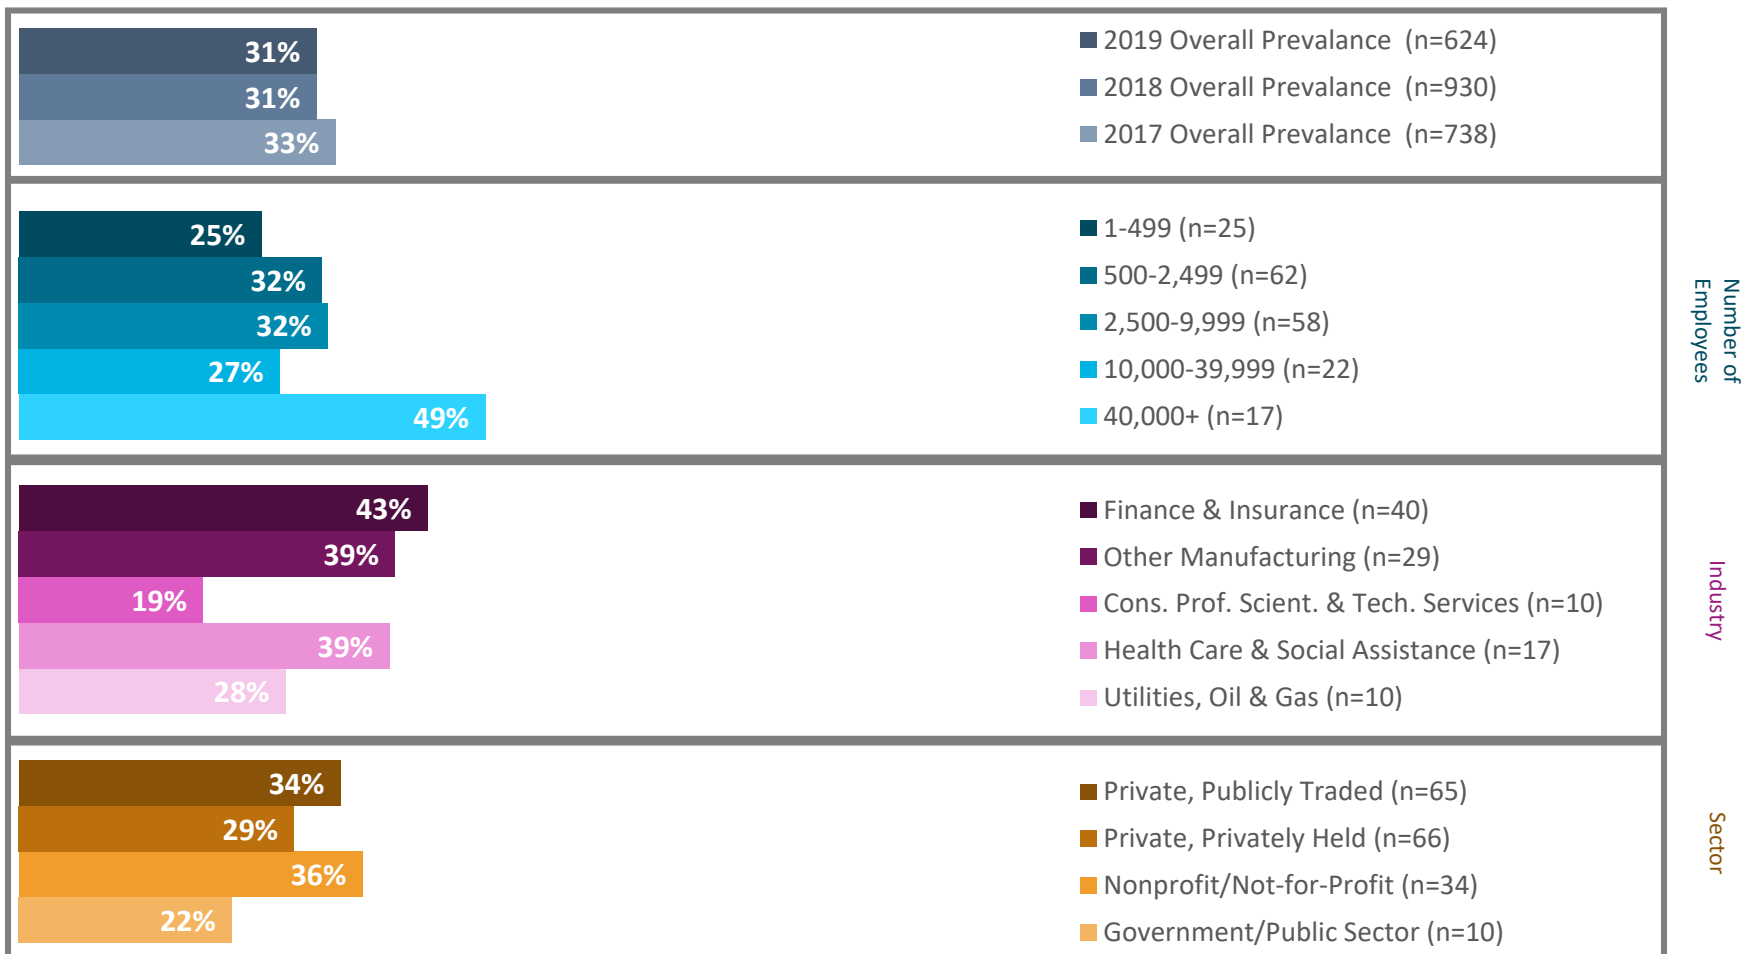 31%
31%
33%
2019 Overall Prevalance (n=624)
2018 Overall Prevalance (n=930)
2017 Overall Prevalance (n=738)
25%
32%
32%
27%
49%
1-499 (n=25)
500-2,499 (n=62)
2,500-9,999 (n=58)
10,000-39,999 (n=22)
40,000+ (n=17)
Number of
Employees
43%
39%
19%
39%
28%
Finance & Insurance (n=40)
Other Manufacturing (n=29)
Cons. Prof. Scient. & Tech. Services (n=10)
Health Care & Social Assistance (n=17)
Utilities, Oil & Gas (n=10)
Industry
34%
29%
36%
22%
Private, Publicly Traded (n=65)
Private, Privately Held (n=66)
Nonprofit/Not-for-Profit (n=34)
Government/Public Sector (n=10)
Sector